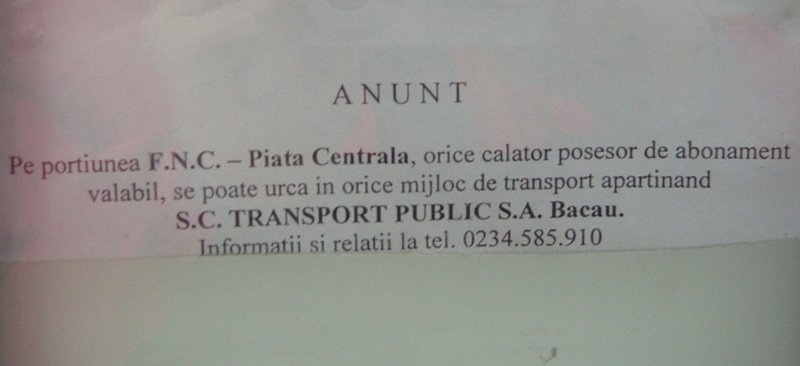 ANUNT
Pe portiunea F.N.C. – Piata Centrala, orice calator posesor de abonament
valabil, se poate urca in orice mijloc de transport apartinand
S.C. TRANSPORT PUBLIC S.A. Bacau.
Informatii si relatii la tel. 0234.585.910